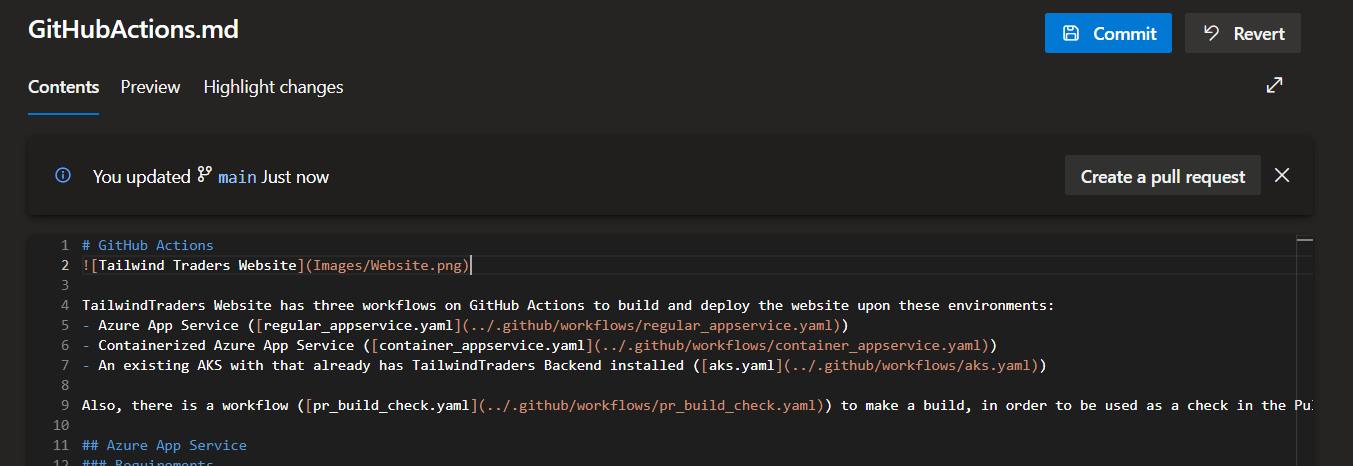 GitHubActions.md
Commit
Revert
Contents Preview Highlight changes
You updated main Just now
Create a pull request
1 # GitHub Actions
2 ![Tailwind Traders Website](Images/Website.png)
3
4 TailwindTraders Website has three workflows on GitHub Actions to build and deploy the website upon these environments:
5 - Azure App Service ([regular_appservice.yaml](../.github/workflows/regular_appservice.yaml))
6 - Containerized Azure App Service ([container_appservice.yaml](../.github/workflows/container_appservice.yaml))
7 - An existing AKS with that already has TailwindTraders Backend installed ([aks.yaml](../.github/workflows/aks.yaml))
8
9 Also, there is a workflow ([pr_build_check.yaml](../.github/workflows/pr_build_check.yaml)) to make a build, in order to be used as a check in the Pul
10
11 ## Azure App Service
12 ### Requirements